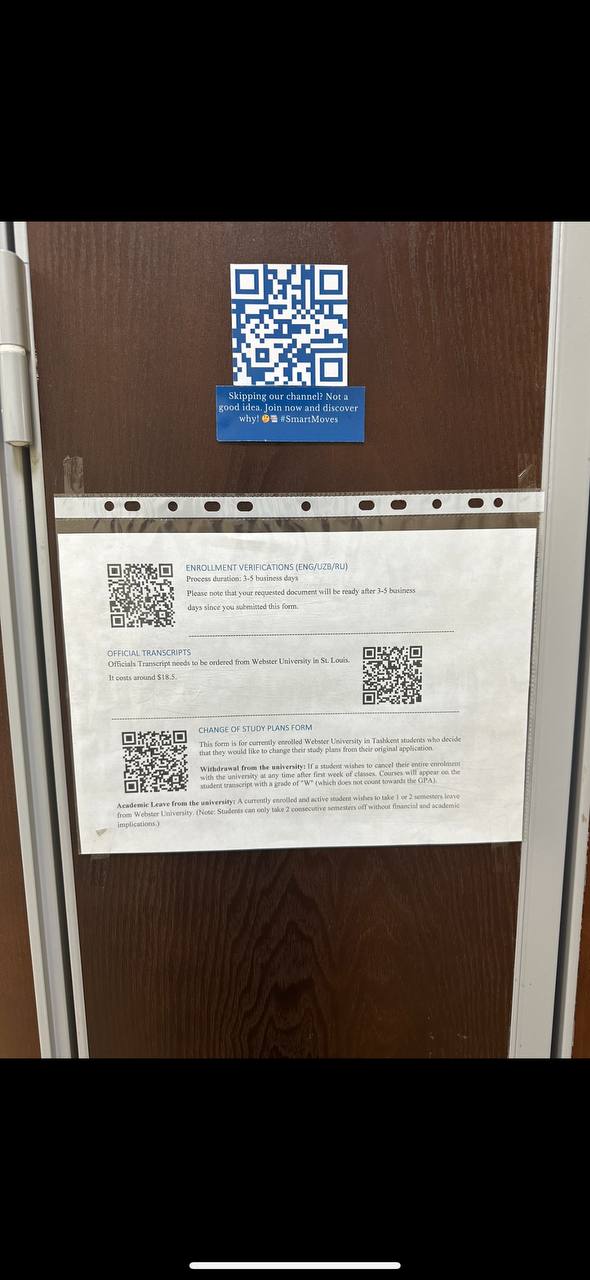 Skipping our channel? Not a
good idea. Join now and discover
why! 🤔📚 #SmartMoves
ENROLLMENT VERIFICATIONS (ENG/UZB/RU)
Process duration: 3-5 business days
Please note that your requested document will be ready after 3-5 business
days since you submitted this form.
OFFICIAL TRANSCRIPTS
Officials Transcript needs to be ordered from Webster University in St. Louis.
It costs around $18.5.
CHANGE OF STUDY PLANS FORM
This form is for currently enrolled Webster University in Tashkent students who decide
that they would like to change their study plans from their original application.
Withdrawal from the university: If a student wishes to cancel their entire enrolment
with the university at any time after first week of classes. Courses will appear on the
student transcript with a grade of "W" (which does not count towards the GPA).
Academic Leave from the university: A currently enrolled and active student wishes to take 1 or 2 semesters leave
from Webster University. (Note: Students can only take 2 consecutive semesters off without financial and academic
implications.)